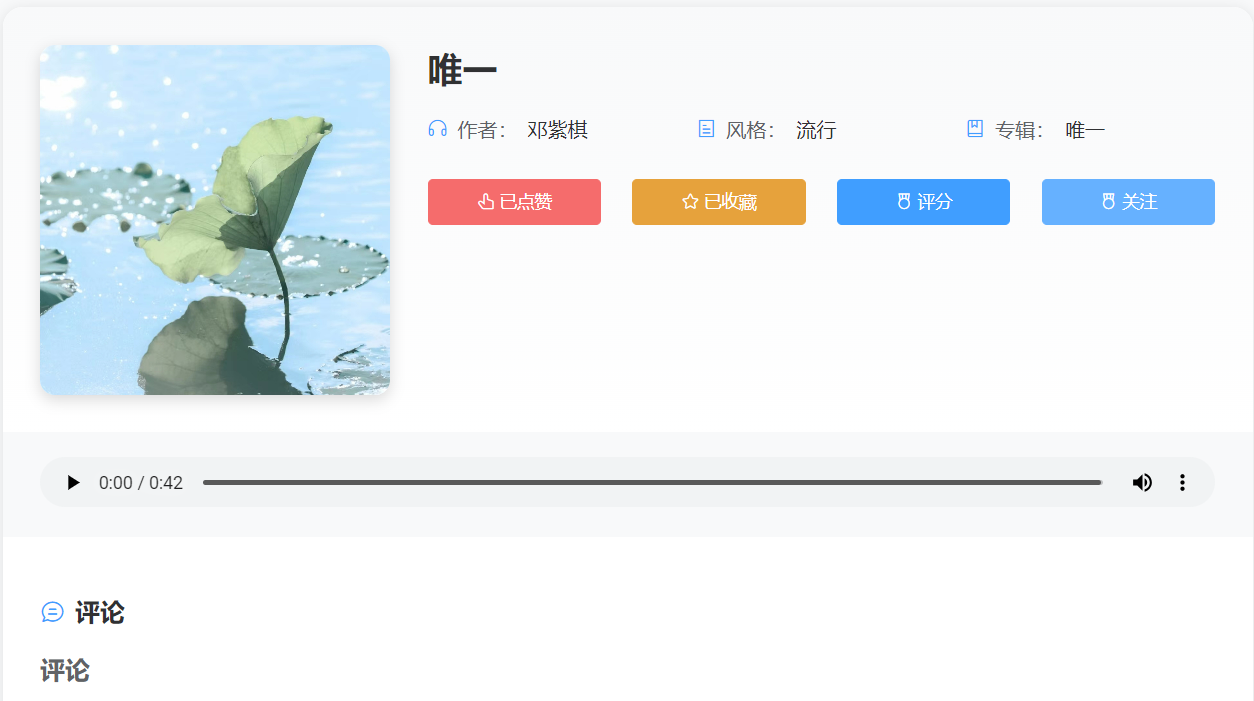 唯一
作者： 邓紫棋 风格： 流行 专辑： 唯一
已点赞 已收藏 评分 关注
0:00 / 0:42
评论
评论